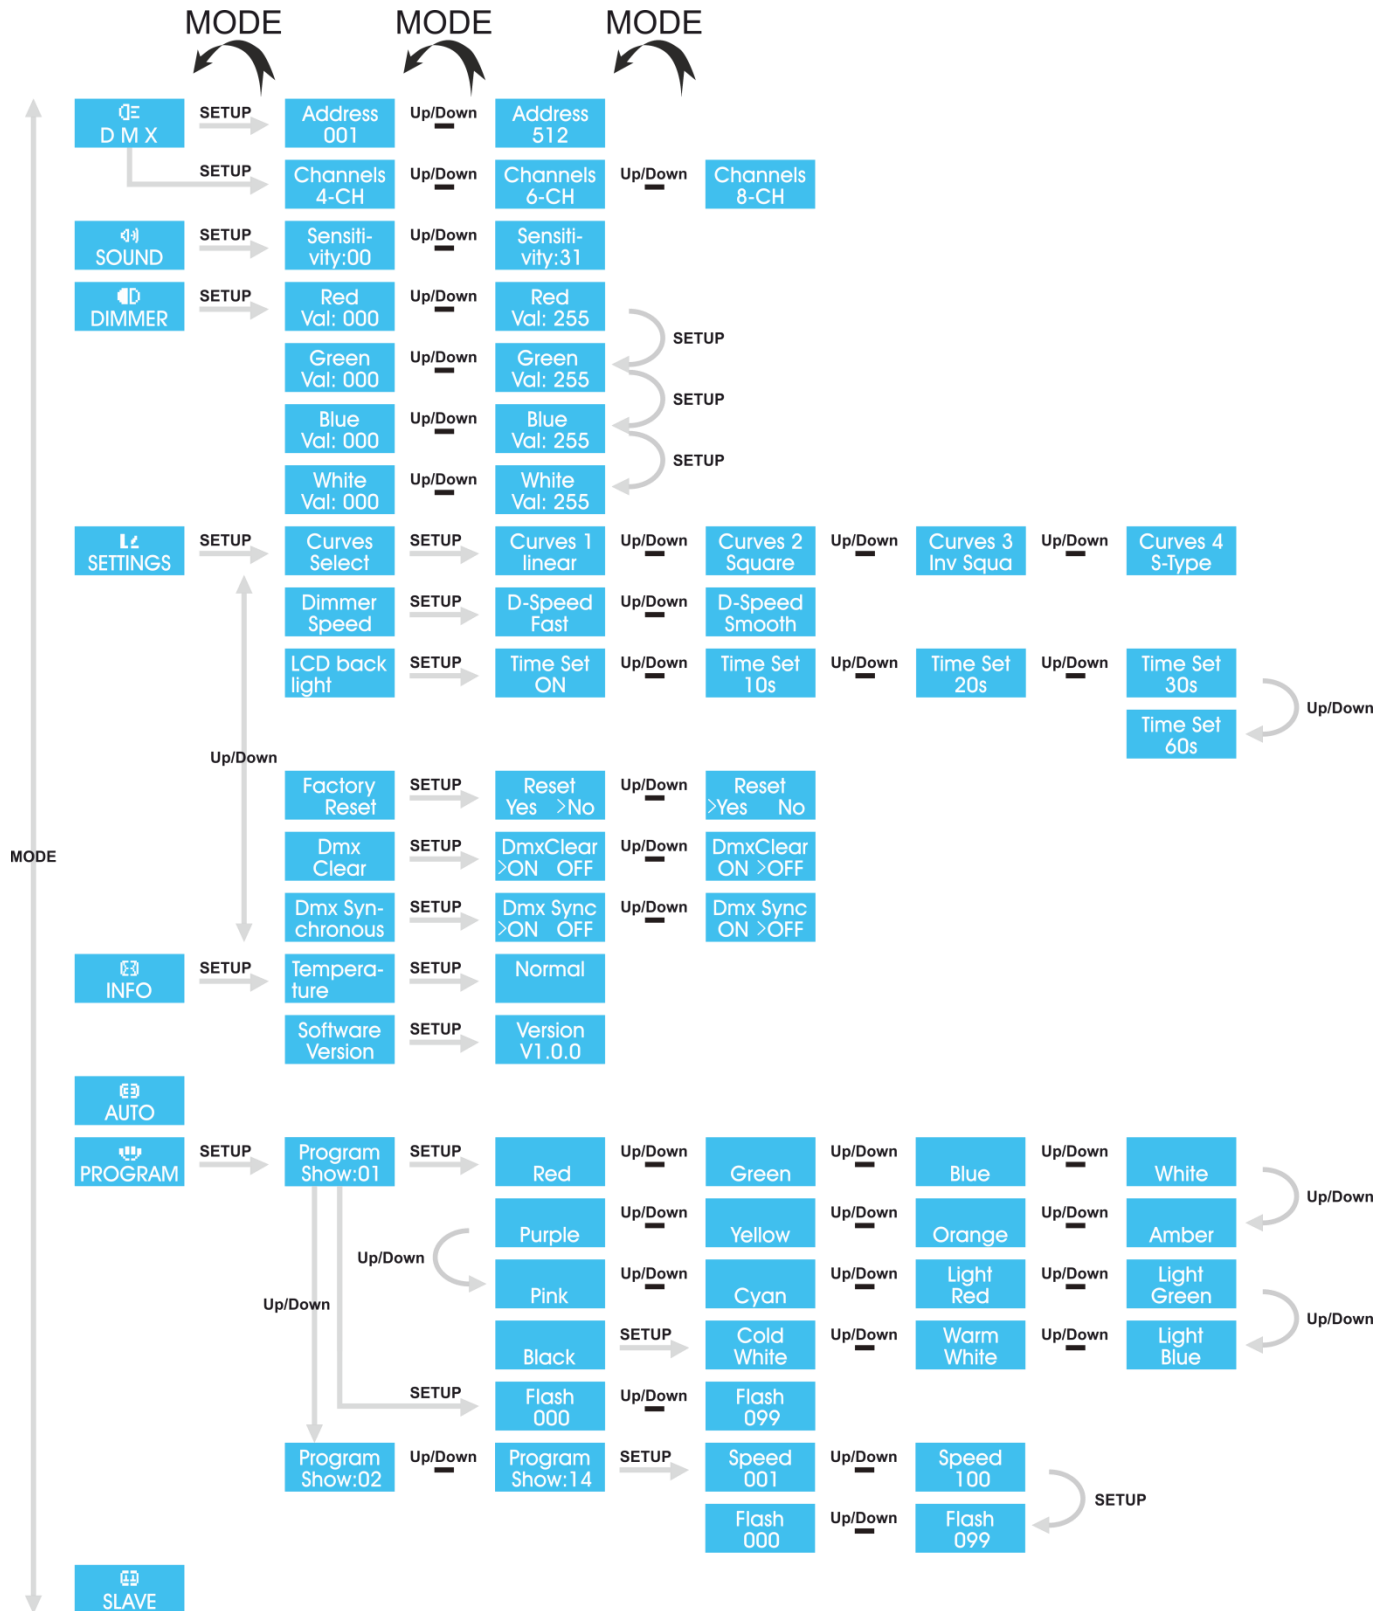 MODE MODE MODE
SETUP Up/Down
D M X Address 001 Address 512
SETUP Up/Down Up/Down
Channels 4-CH Channels 6-CH Channels 8-CH
SETUP Up/Down
SOUND Sensiti- vity:00 Sensiti- vity:31
SETUP Up/Down
DIMMER Red Val: 000 Red Val: 255
SETUP
Green Val: 000 Up/Down Green Val: 255
SETUP
Blue Val: 000 Up/Down Blue Val: 255
SETUP
White Val: 000 Up/Down White Val: 255
SETTINGS SETUP Curves Select SETUP Curves 1 linear Up/Down Curves 2 Square Up/Down Curves 3 Inv Squa Up/Down Curves 4 S-Type
Dimmer Speed SETUP D-Speed Fast Up/Down D-Speed Smooth
LCD back light SETUP Time Set ON Up/Down Time Set 10s Up/Down Time Set 20s Up/Down Time Set 30s
Up/Down
Time Set 60s
Up/Down
Factory Reset SETUP Reset Yes >No Up/Down Reset >Yes No
MODE
Dmx Clear SETUP DmxClear >ON OFF Up/Down DmxClear ON >OFF
Dmx Syn- chronous SETUP Dmx Sync >ON OFF Up/Down Dmx Sync ON >OFF
INFO SETUP Tempera- ture SETUP Normal
Software Version SETUP Version V1.0.0
AUTO
PROGRAM SETUP Program Show:01 SETUP Red Up/Down Green Up/Down Blue Up/Down White
Up/Down
Purple Up/Down Yellow Up/Down Orange Up/Down Amber
Up/Down
Pink Up/Down Cyan Up/Down Light Red Up/Down Light Green
Up/Down
Up/Down
Black SETUP Cold White Up/Down Warm White Up/Down Light Blue
SETUP Flash 000 Up/Down Flash 099
Program Show:02 Up/Down Program Show:14 SETUP Speed 001 Up/Down Speed 100
SETUP
Flash 000 Up/Down Flash 099
SLAVE